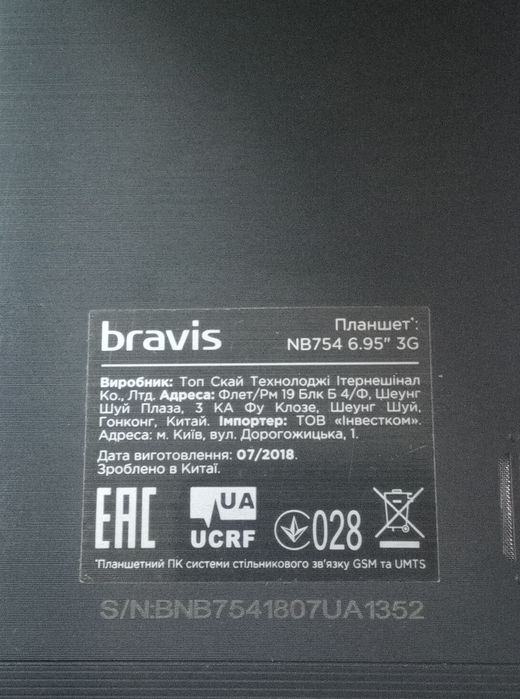 bravis
Планшет*:
NB754 6.95" 3G
Виробник: Топ Скай Технолоджі Ітернешінал
Ко., Лтд. Адреса: Флет/Рм 19 Блк Б 4/Ф, Шеунг
Шуй Плаза, 3 КА Фу Клозе, Шеунг Шуй,
Гонконг, Китай. Імпортер: ТОВ «Інвестком».
Адреса: м. Київ, вул. Дорогожицька, 1.
Дата виготовлення: 07/2018.
Зроблено в Китаї.
EAC
UA
UCRF
028
*Планшетний ПК системи стільникового зв'язку GSM та UMTS
S/N:BNB7541807UA1352